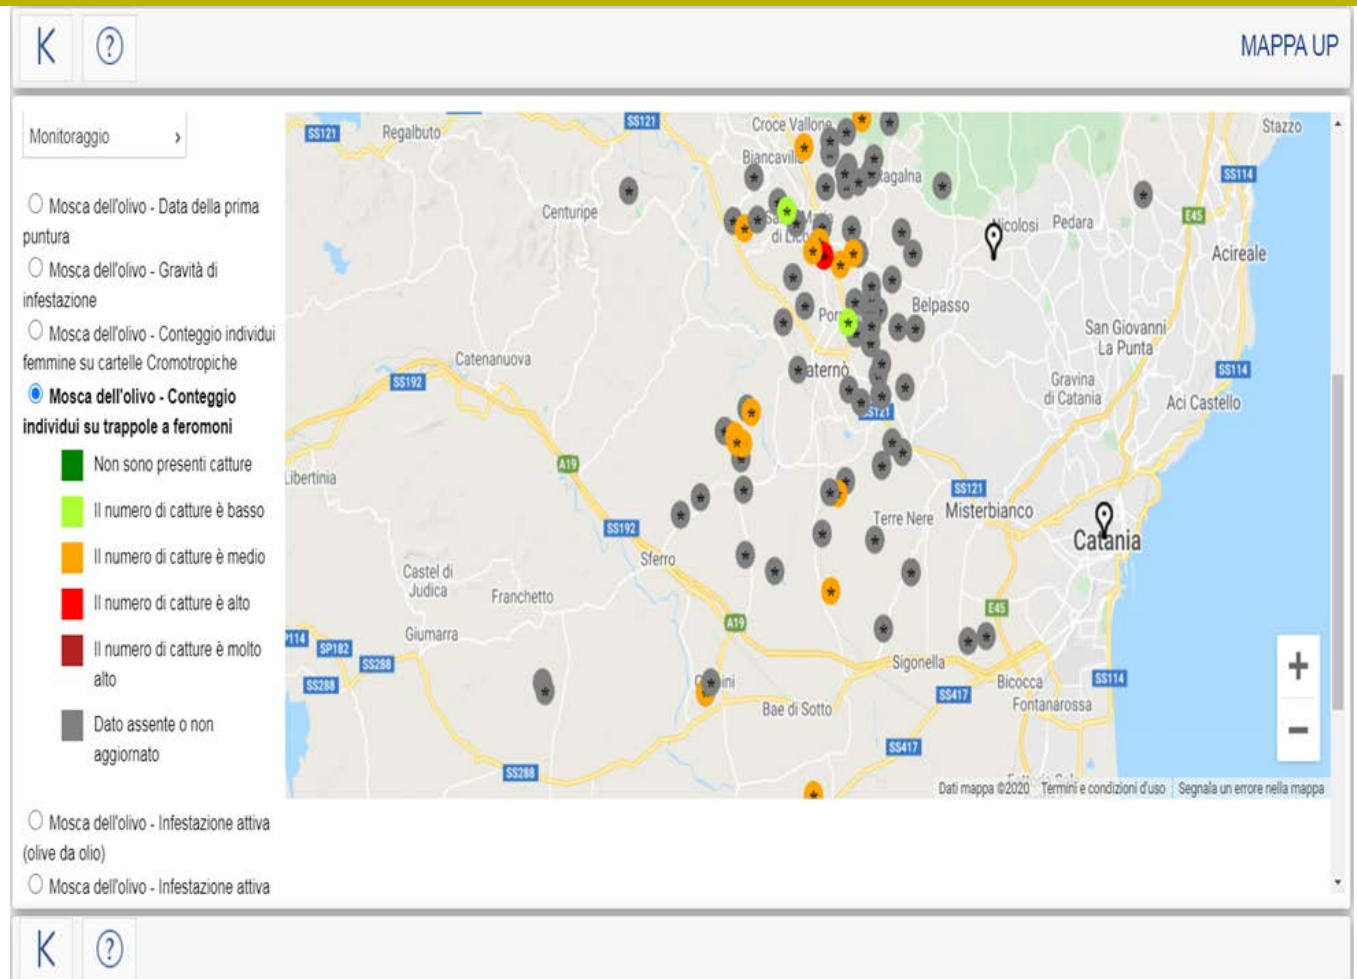 MAPPA UP
Monitoraggio
Mosca dell'olivo - Data della prima
puntura
Mosca dell'olivo - Gravità di
infestazione
Mosca dell'olivo - Conteggio individui
femmine su cartelle Cromotropiche
Mosca dell'olivo - Conteggio
individui su trappole a feromoni
Non sono presenti catture
Il numero di catture è basso
Il numero di catture è medio
Il numero di catture è alto
Il numero di catture è molto
alto
Dato assente o non
aggiornato
Mosca dell'olivo - Infestazione attiva
(olive da olio)
Mosca dell'olivo - Infestazione attiva
SS121
Regalbuto
SS121
Croce Vallone
Stazzo
Biancavilla
SS114
Centuripe
E45
Nicolosi
Pedara
Acireale
Belpasso
San Giovanni
La Punta
Catenanuova
SS192
SS114
Gravina
di Catania
Aci Castello
SS121
A19
Libertinia
SS121
Misterbianco
Terre Nere
SS192
Catania
Sferro
Castel di
Judica
Franchetto
E45
A19
Giumarra
SP182
SS288
SS288
Sigonella
Bicocca
SS114
SS417
Fontanarossa
Bae di Sotto
SS417
SS288
Dati mappa ©2020
Termini e condizioni d'uso
Segnala un errore nella mappa